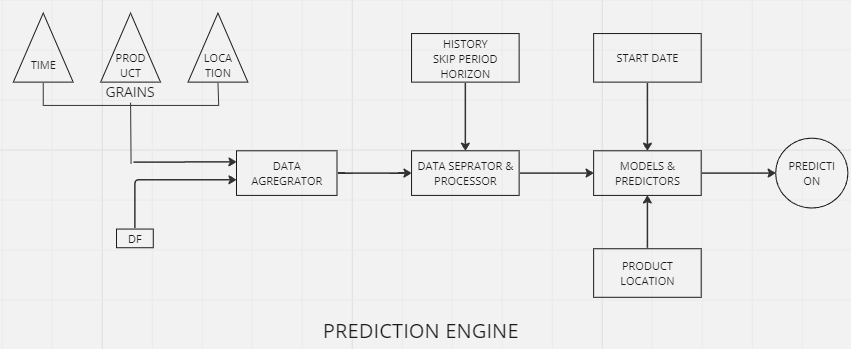 TIME
PROD
UCT
LOCA
TION
GRAINS
HISTORY
SKIP PERIOD
HORIZON
START DATE
DATA
AGREGRATOR
DATA SEPRATOR &
PROCESSOR
MODELS &
PREDICTORS
PREDICTI
ON
DF
PRODUCT
LOCATION
PREDICTION ENGINE